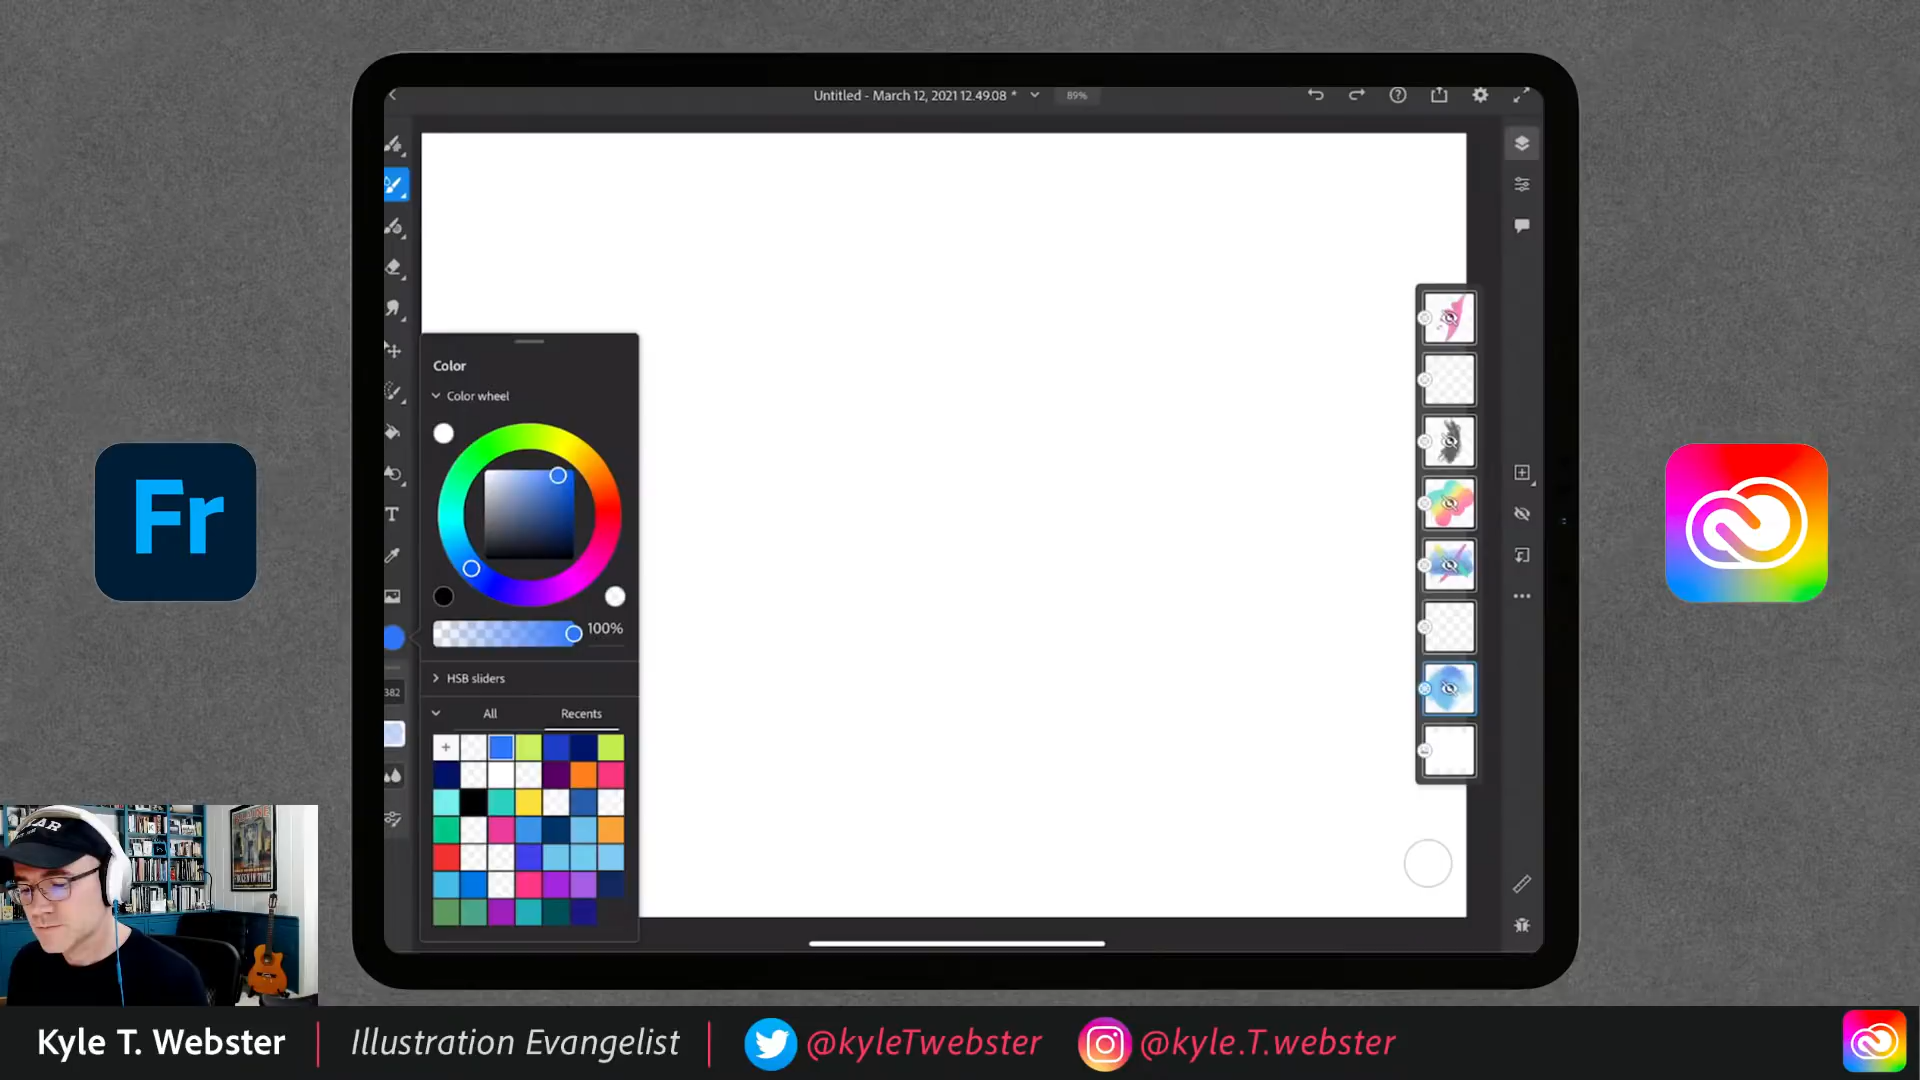 Untitled - March 12, 2021 12.49.08 *
89%
Color
Color wheel
100%
HSB sliders
All
Recents
T
382
Fr
Kyle T. Webster
Illustration Evangelist
@kyleTwebster
@kyle.T.webster